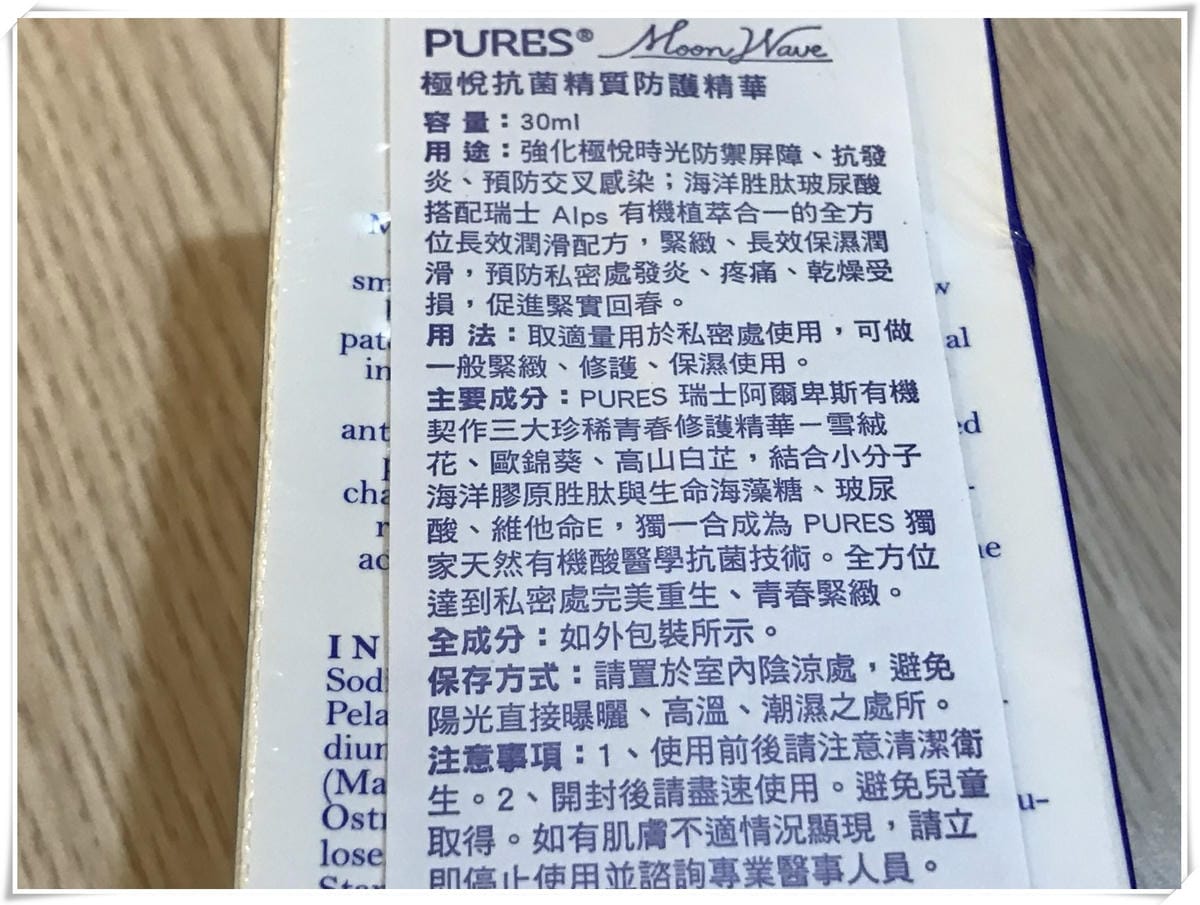 PURES® Moon Wave
極悅抗菌精質防護精華
容 量：30ml
用 途：強化極悅時光防禦屏障、抗發
炎、預防交叉感染；海洋胜肽玻尿酸
搭配瑞士 Alps 有機植萃合一的全方
位長效潤滑配方，緊緻、長效保濕潤
滑，預防私密處發炎、疼痛、乾燥受
損，促進緊實回春。
用 法：取適量用於私密處使用，可做
一般緊緻、修護、保濕使用。
主要成分：PURES 瑞士阿爾卑斯有機
契作三大珍稀青春修護精華－雪絨
花、歐錦葵、高山白芷，結合小分子
海洋膠原胜肽與生命海藻糖、玻尿
酸、維他命E，獨一合成為 PURES 獨
家天然有機酸醫學抗菌技術。全方位
達到私密處完美重生、青春緊緻。
全成分：如外包裝所示。
保存方式：請置於室內陰涼處，避免
陽光直接曝曬、高溫、潮濕之處所。
注意事項：1、使用前後請注意清潔衛
生。2、開封後請盡速使用。避免兒童
取得。如有肌膚不適情況顯現，請立
即停止使用並諮詢專業醫事人員。